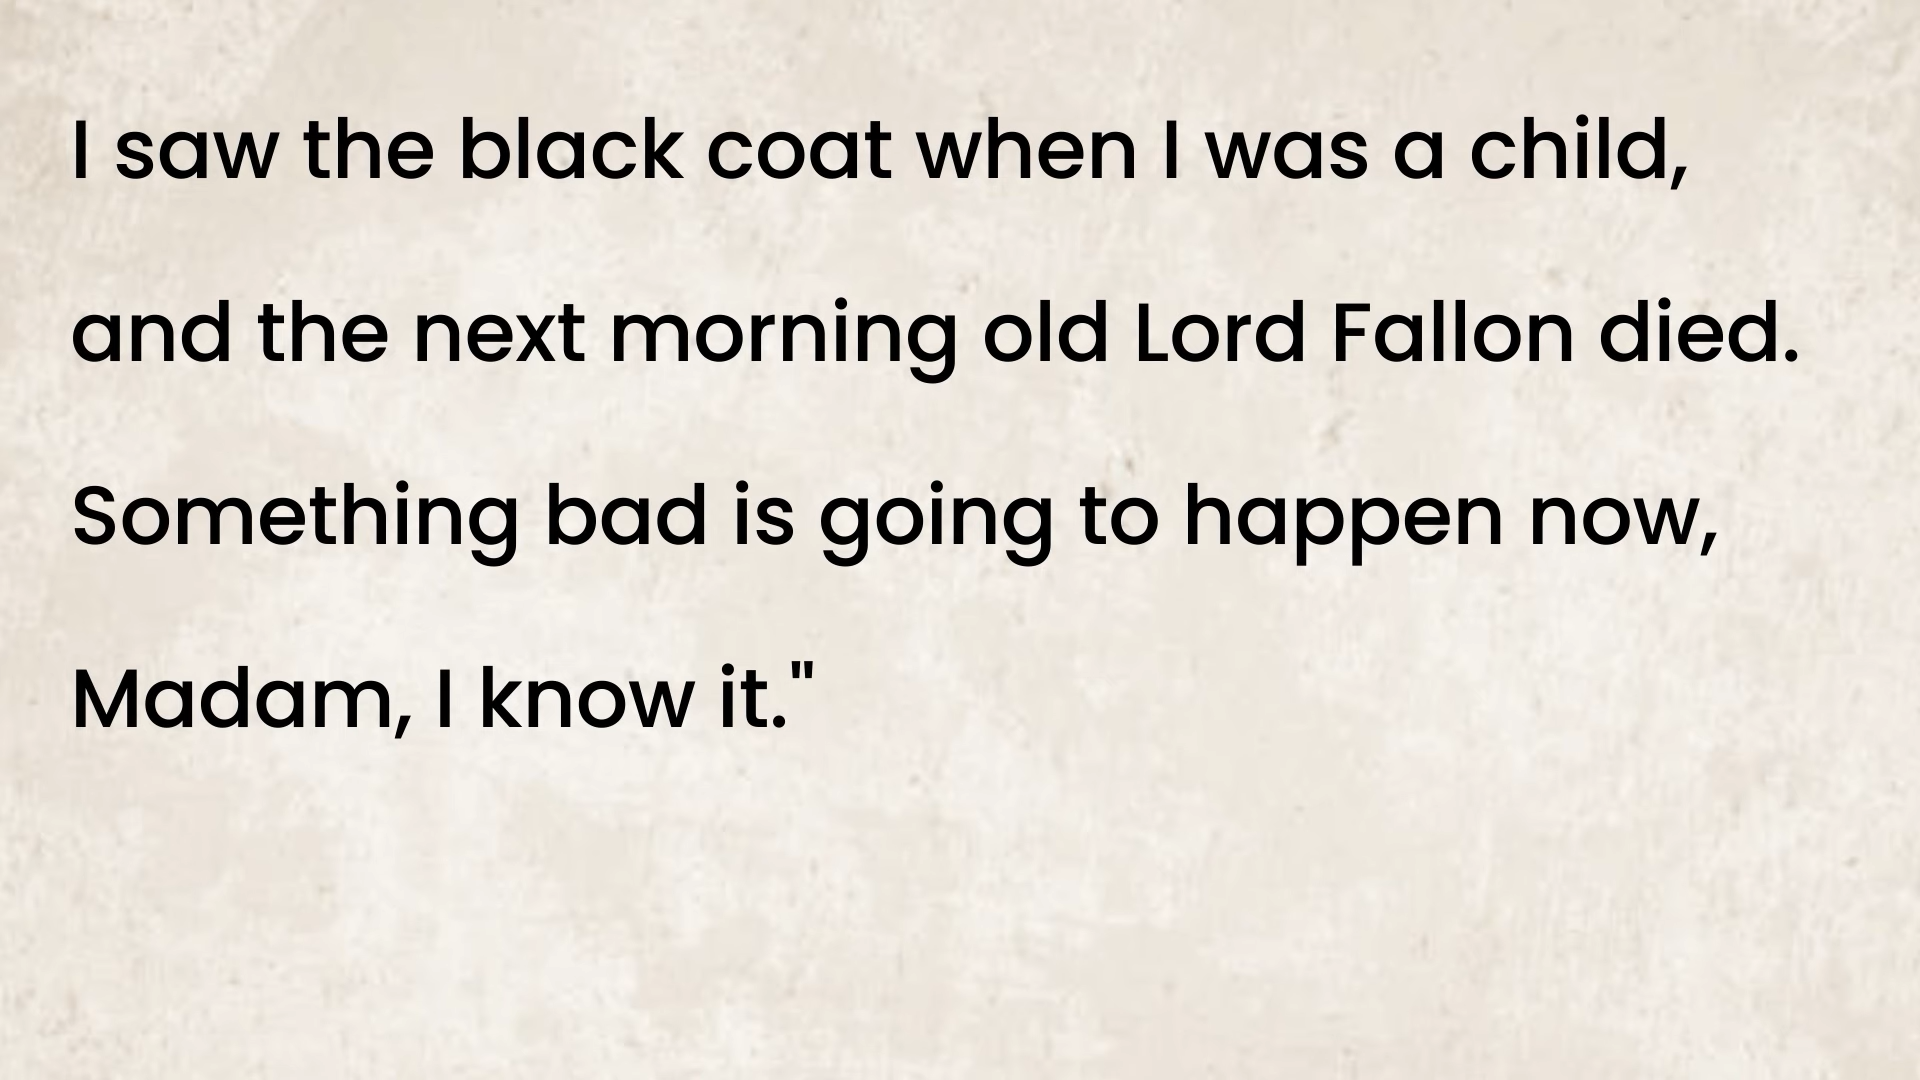 I saw the black coat when I was a child,
and the next morning old Lord Fallon died.
Something bad is going to happen now,
Madam, I know it."